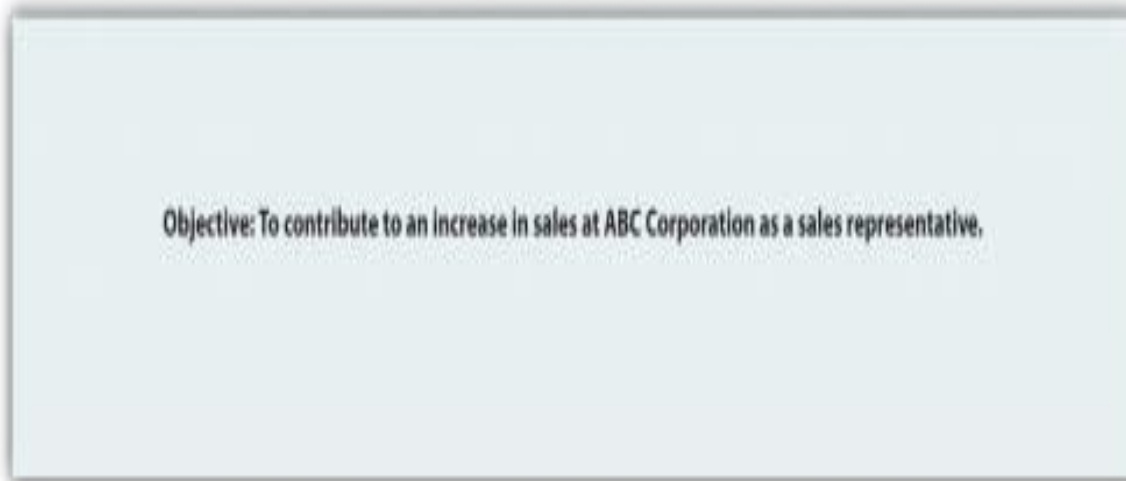 Objective: To contribute to an increase in sales at ABC Corporation as a sales representative.